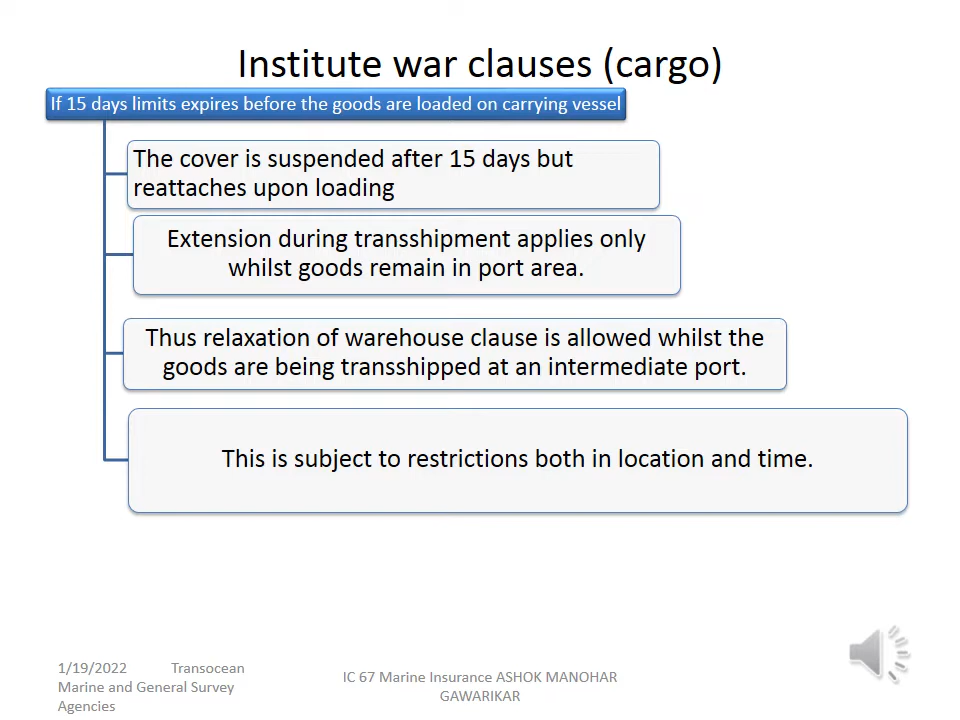 Institute war clauses (cargo)
If 15 days limits expires before the goods are loaded on carrying vessel
The cover is suspended after 15 days but
reattaches upon loading
Extension during transshipment applies only
whilst goods remain in port area.
Thus relaxation of warehouse clause is allowed whilst the
goods are being transshipped at an intermediate port.
This is subject to restrictions both in location and time.
1/19/2022 Transocean
Marine and General Survey
Agencies
IC 67 Marine Insurance ASHOK MANOHAR
GAWARIKAR